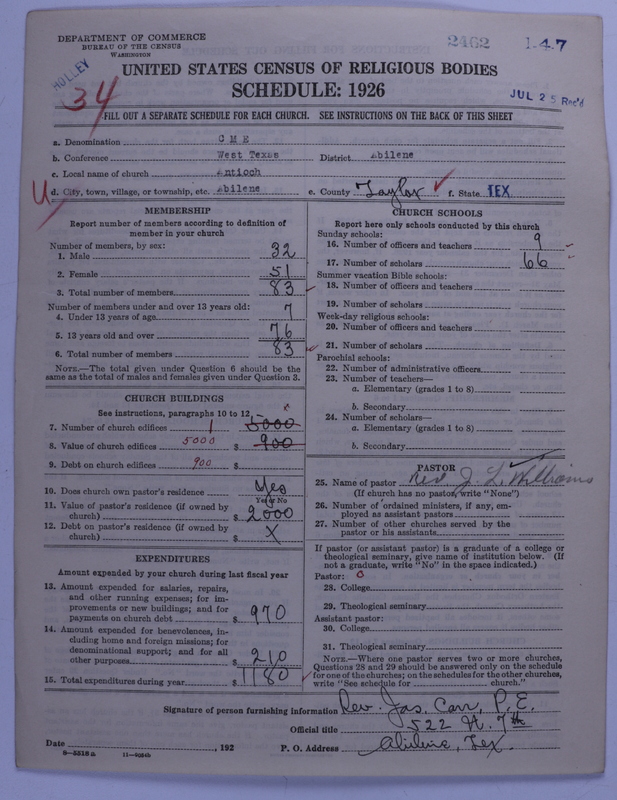 DEPARTMENT OF COMMERCE
BUREAU OF THE CENSUS
WASHINGTON
2462
1-4-7
HOLLEY
34
UNITED STATES CENSUS OF RELIGIOUS BODIES
SCHEDULE: 1926
JUL 25 Rec'd
FILL OUT A SEPARATE SCHEDULE FOR EACH CHURCH. SEE INSTRUCTIONS ON THE BACK OF THIS SHEET
a. Denomination C M E
b. Conference West Texas District Abilene
c. Local name of church Antioch
U d. City, town, village, or township, etc. Abilene e. County Taylor f. State TEX
MEMBERSHIP
Report number of members according to definition of
member in your church
Number of members, by sex:
1. Male 32
2. Female 51
3. Total number of members 83
Number of members under and over 13 years old:
4. Under 13 years of age 7
5. 13 years old and over 76
6. Total number of members 83
NOTE.—The total given under Question 6 should be the
same as the total of males and females given under Question 3.
CHURCH BUILDINGS
See instructions, paragraphs 10 to 12
7. Number of church edifices 1 5000
8. Value of church edifices 5000 $ 900
9. Debt on church edifices 900 $
10. Does church own pastor's residence Yes
Yes or No
11. Value of pastor's residence (if owned by
church) $ 2000
12. Debt on pastor's residence (if owned by
church) $ X
EXPENDITURES
Amount expended by your church during last fiscal year
13. Amount expended for salaries, repairs,
and other running expenses; for im-
provements or new buildings; and for
payments on church debt $ 970
14. Amount expended for benevolences, in-
cluding home and foreign missions; for
denominational support; and for all
other purposes $ 210
15. Total expenditures during year $ 1180
CHURCH SCHOOLS
Report here only schools conducted by this church
Sunday schools:
16. Number of officers and teachers 9
17. Number of scholars 66
Summer vacation Bible schools:
18. Number of officers and teachers
19. Number of scholars
Week-day religious schools:
20. Number of officers and teachers
21. Number of scholars
Parochial schools:
22. Number of administrative officers
23. Number of teachers—
a. Elementary (grades 1 to 8)
b. Secondary
24. Number of scholars—
a. Elementary (grades 1 to 8)
b. Secondary
PASTOR
25. Name of pastor Rev. J. L. Williams
(If church has no pastor, write "None")
26. Number of ordained ministers, if any, em-
ployed as assistant pastors
27. Number of other churches served by the
pastor or his assistants
If pastor (or assistant pastor) is a graduate of a college or
theological seminary, give name of institution below. (If
not a graduate, write "No" in the space indicated.)
Pastor: 0
28. College
29. Theological seminary
Assistant pastor:
30. College
31. Theological seminary
NOTE.—Where one pastor serves two or more churches,
Questions 28 and 29 should be answered only on the schedule
for one of the churches; on the schedules for the other churches,
write "See schedule for church."
Signature of person furnishing information Rev. Jas. Carr, P. E.
Official title 522 N. 7th
Date , 192 P. O. Address Abilene, Tex.
8-5518a